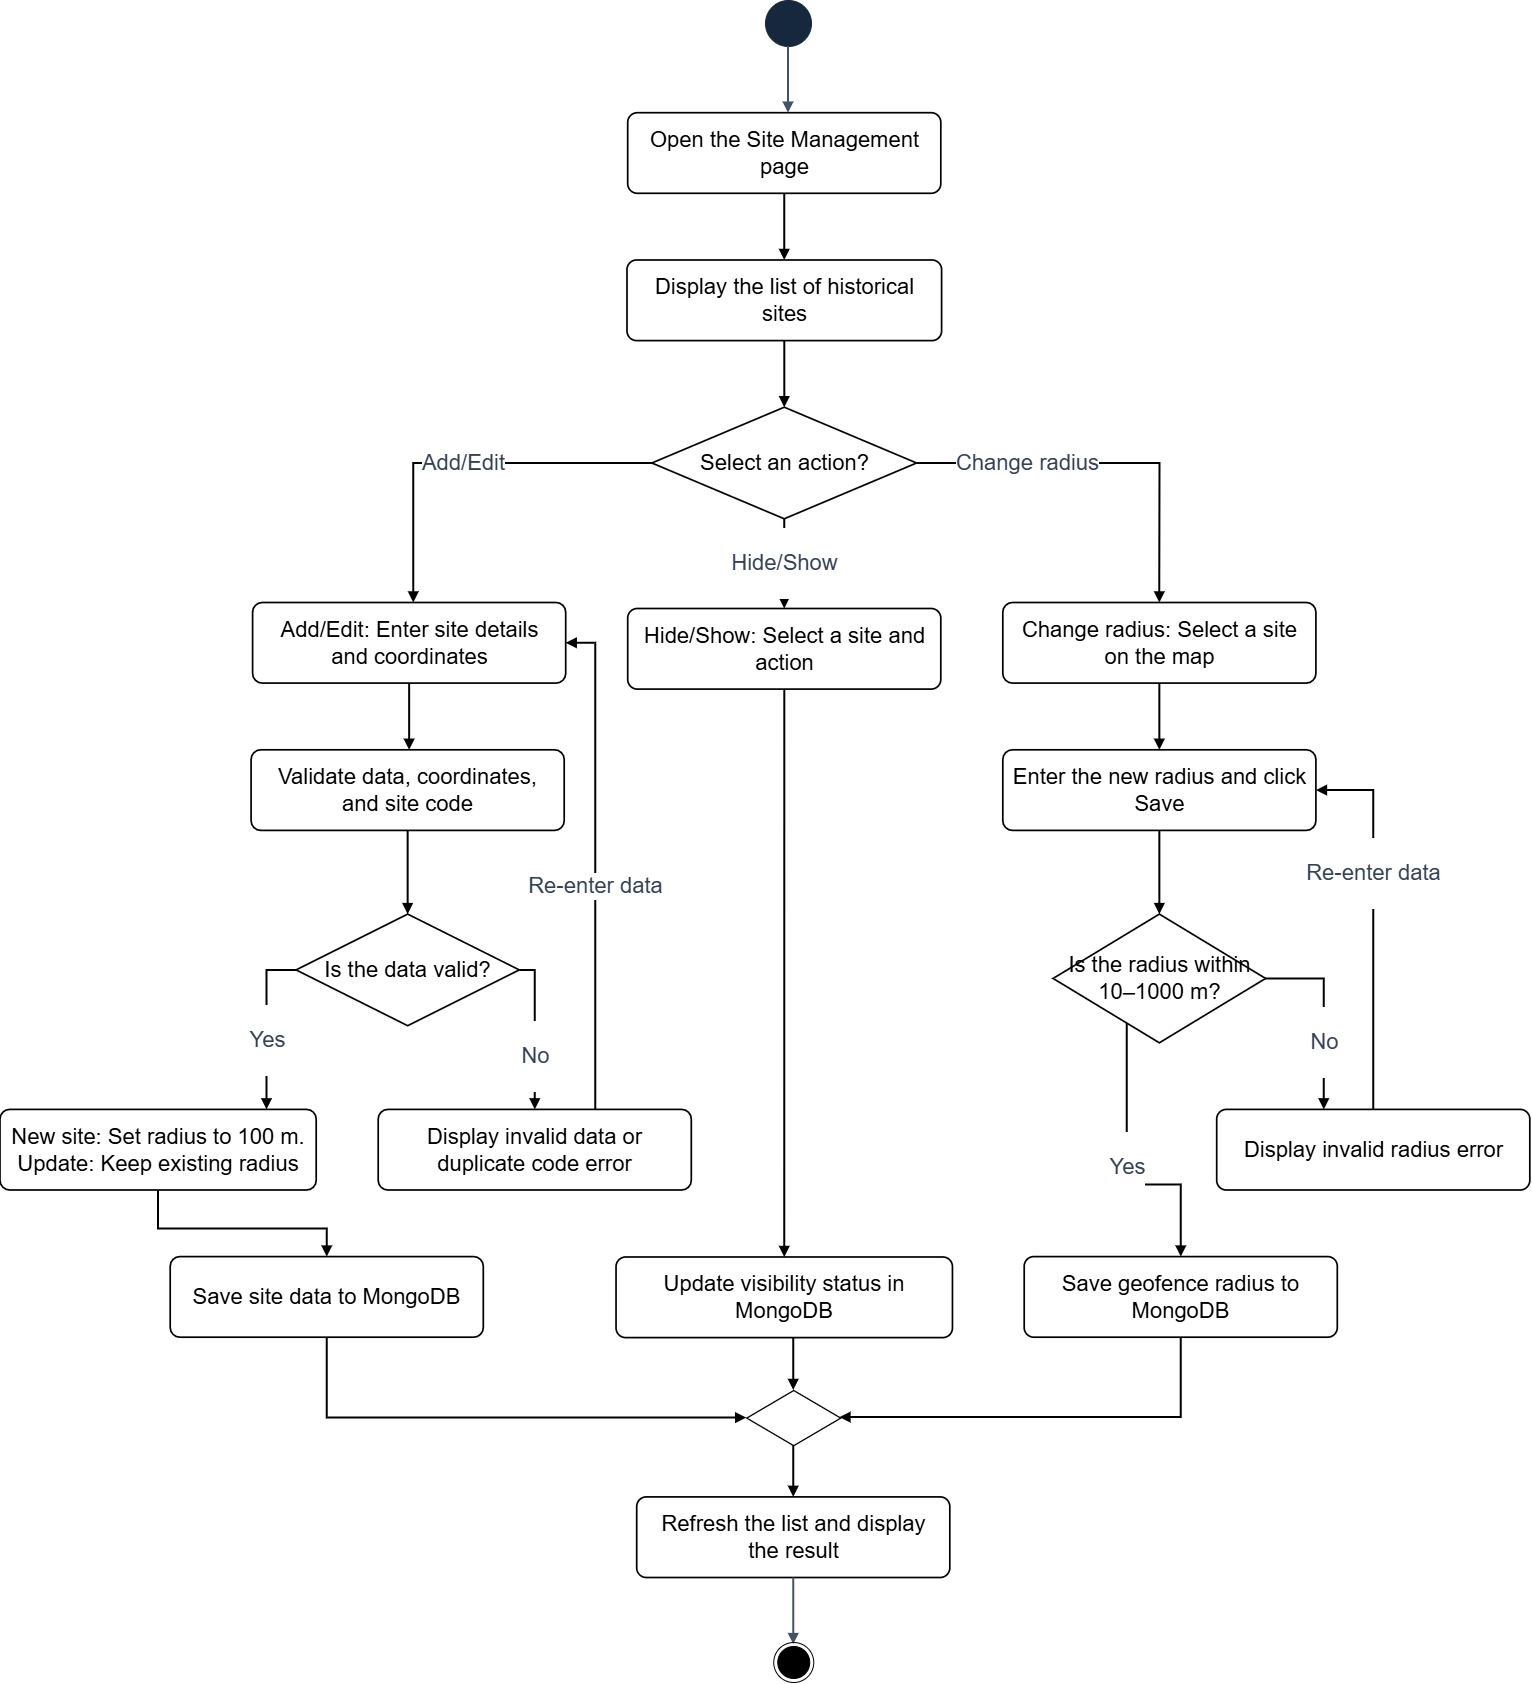 Open the Site Management
page
Display the list of historical
sites
Select an action?
Add/Edit
Change radius
Hide/Show
Add/Edit: Enter site details
and coordinates
Hide/Show: Select a site and
action
Change radius: Select a site
on the map
Validate data, coordinates,
and site code
Enter the new radius and click
Save
Re-enter data
Re-enter data
Is the data valid?
Is the radius within
10–1000 m?
Yes
No
No
New site: Set radius to 100 m.
Update: Keep existing radius
Display invalid data or
duplicate code error
Yes
Display invalid radius error
Save site data to MongoDB
Update visibility status in
MongoDB
Save geofence radius to
MongoDB
Refresh the list and display
the result